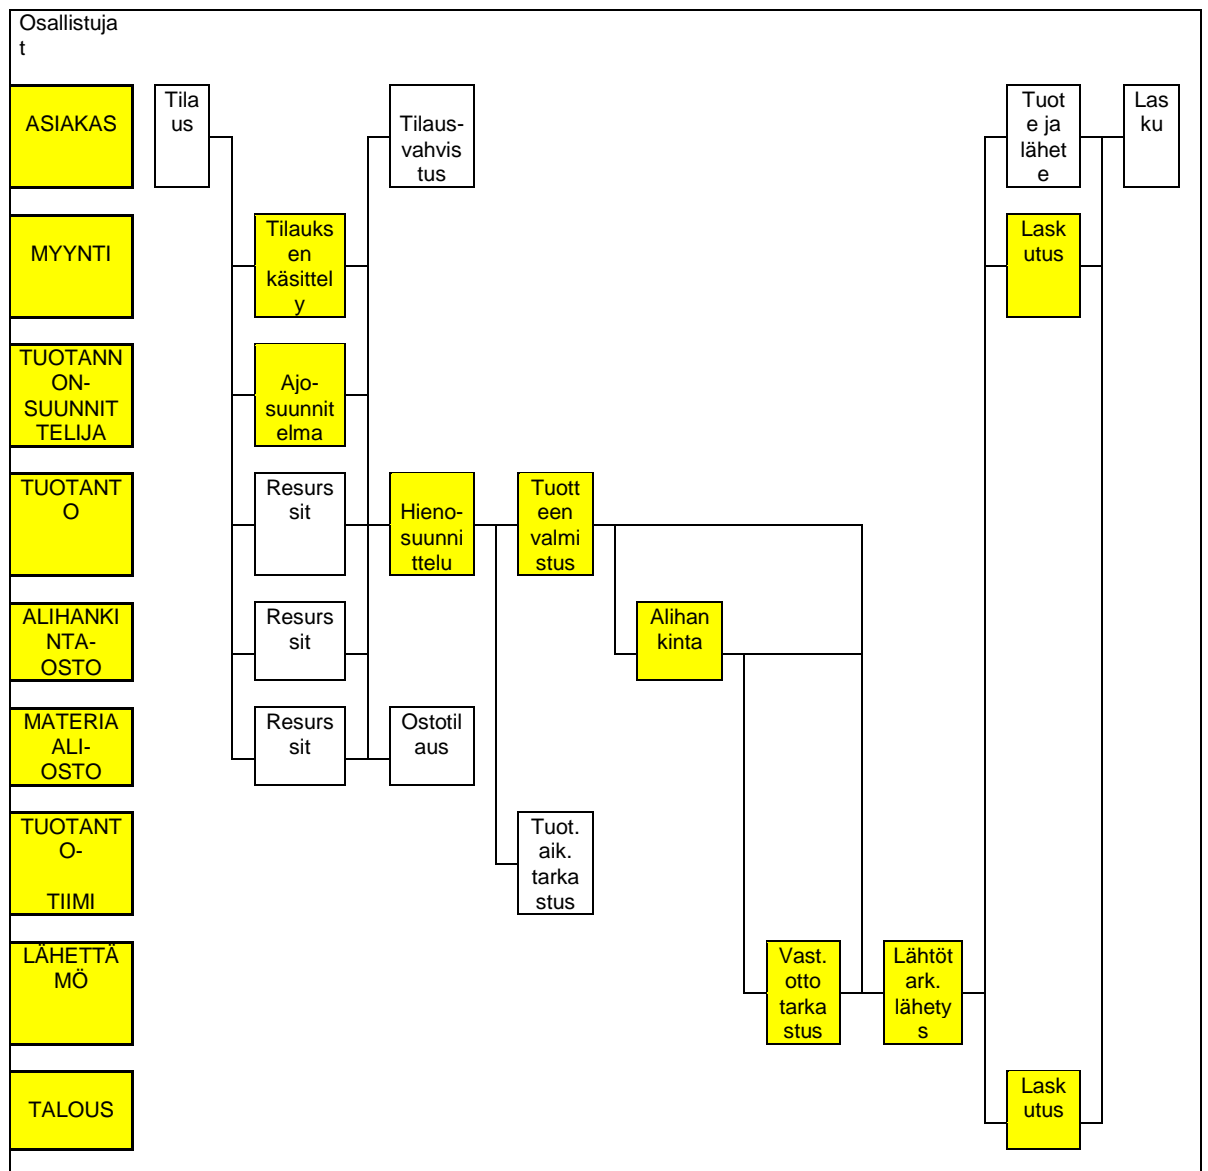 Osallistuja
t
ASIAKAS
Tila
us
Tilaus-
vahvis
tus
Tuot
e ja
lähet
e
Las
ku
MYYNTI
Tilauks
en
käsittel
y
Lask
utus
TUOTANN
ON-
SUUNNIT
TELIJA
Ajo-
suunnit
elma
TUOTANT
O
Resurs
sit
Hieno-
suunni
ttelu
Tuott
een
valmi
stus
ALIHANKI
NTA-
OSTO
Resurs
sit
Alihan
kinta
MATERIA
ALI-
OSTO
Resurs
sit
Ostotil
aus
TUOTANT
O-
TIIMI
Tuot.
aik.
tarka
stus
LÄHETTÄ
MÖ
Vast.
otto
tarka
stus
Lähtöt
ark.
lähety
s
TALOUS
Lask
utus